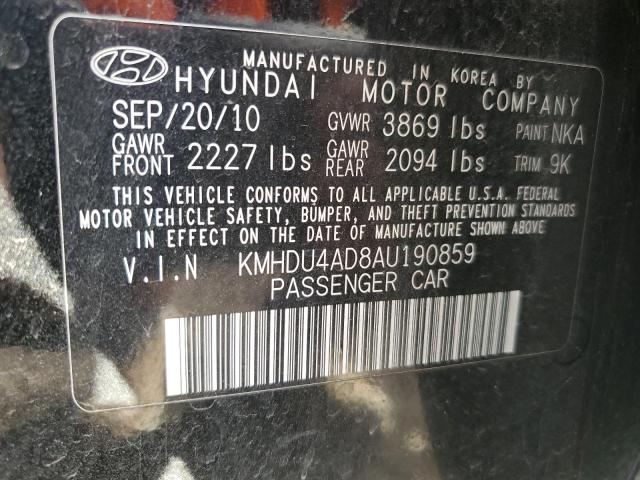 MANUFACTURED IN KOREA BY
HYUNDAI MOTOR COMPANY
SEP/20/10 GVWR 3869 lbs PAINT NKA
GAWR FRONT 2227 lbs GAWR REAR 2094 lbs TRIM 9K
THIS VEHICLE CONFORMS TO ALL APPLICABLE U.S.A. FEDERAL
MOTOR VEHICLE SAFETY, BUMPER, AND THEFT PREVENTION STANDARDS
IN EFFECT ON THE DATE OF MANUFACTURE SHOWN ABOVE
V.I.N KMHDU4AD8AU190859
PASSENGER CAR